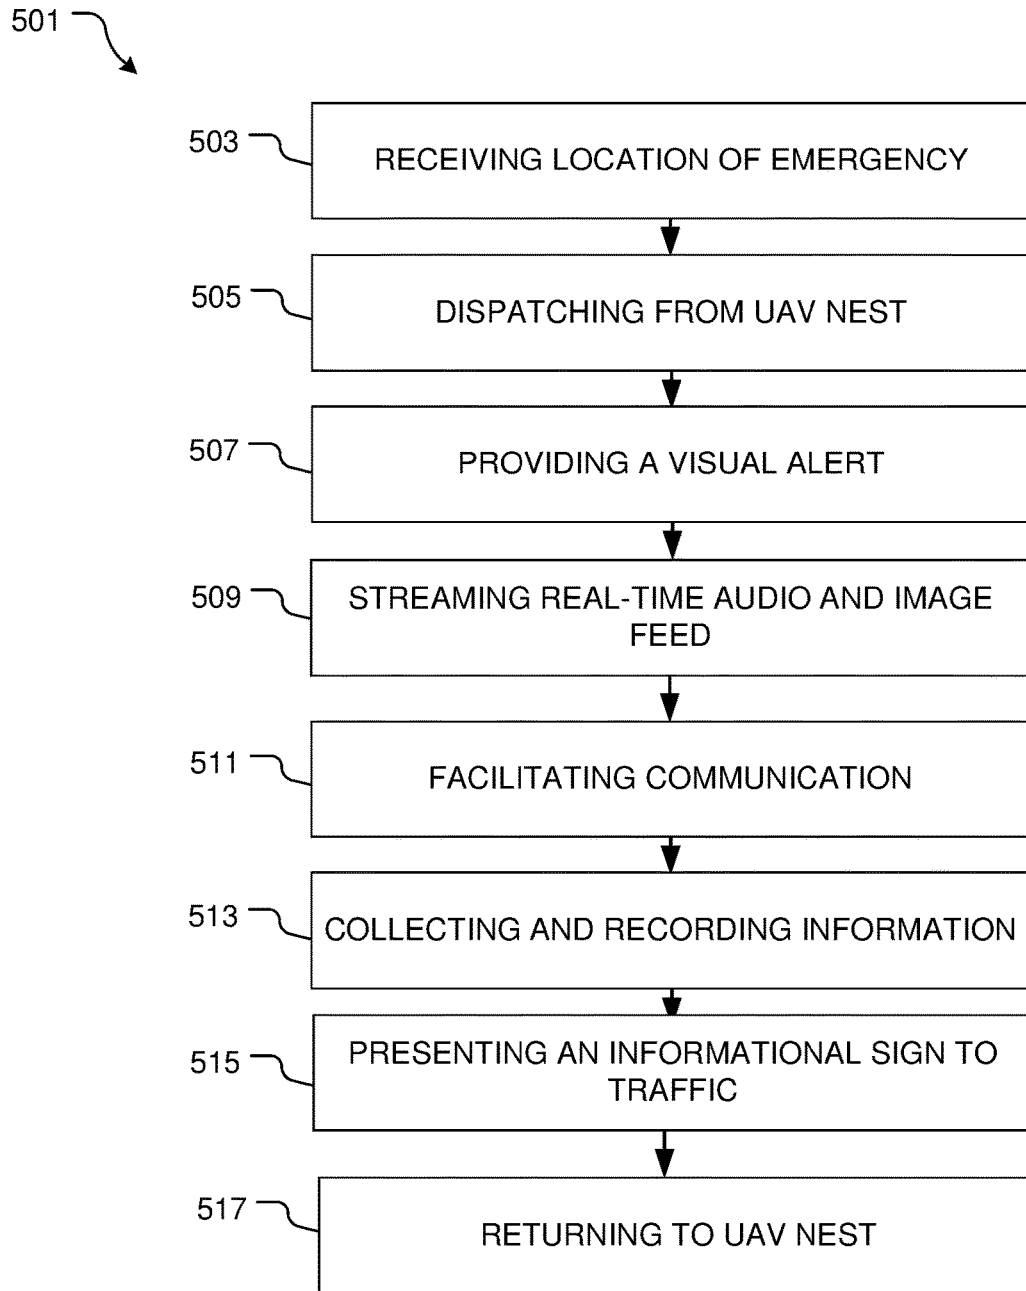 501
503
RECEIVING LOCATION OF EMERGENCY
505
DISPATCHING FROM UAV NEST
507
PROVIDING A VISUAL ALERT
509
STREAMING REAL-TIME AUDIO AND IMAGE
FEED
511
FACILITATING COMMUNICATION
513
COLLECTING AND RECORDING INFORMATION
515
PRESENTING AN INFORMATIONAL SIGN TO
TRAFFIC
517
RETURNING TO UAV NEST